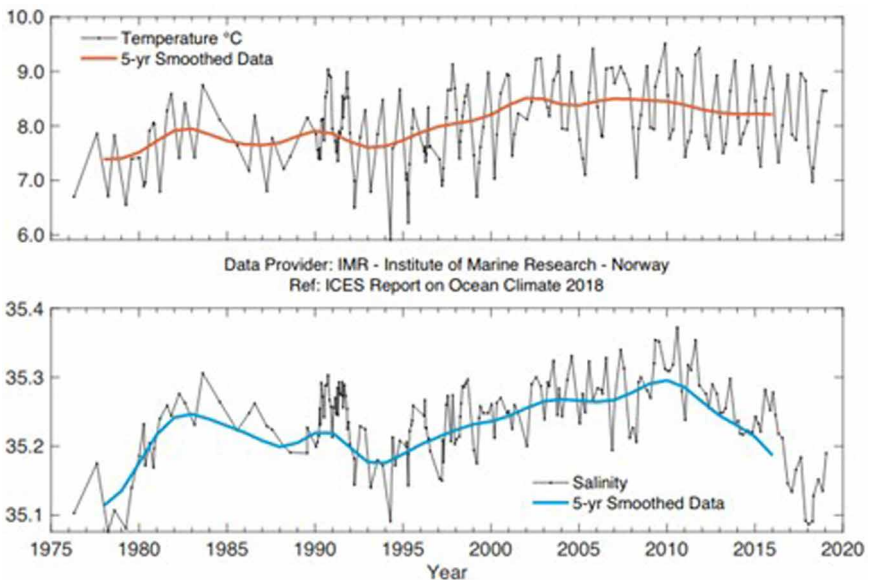 10.0
Temperature °C
5-yr Smoothed Data
9.0
8.0
7.0
6.0
Data Provider: IMR - Institute of Marine Research - Norway
Ref: ICES Report on Ocean Climate 2018
35.4
35.3
35.2
Salinity
5-yr Smoothed Data
35.1
1975 1980 1985 1990 1995 2000 2005 2010 2015 2020
Year